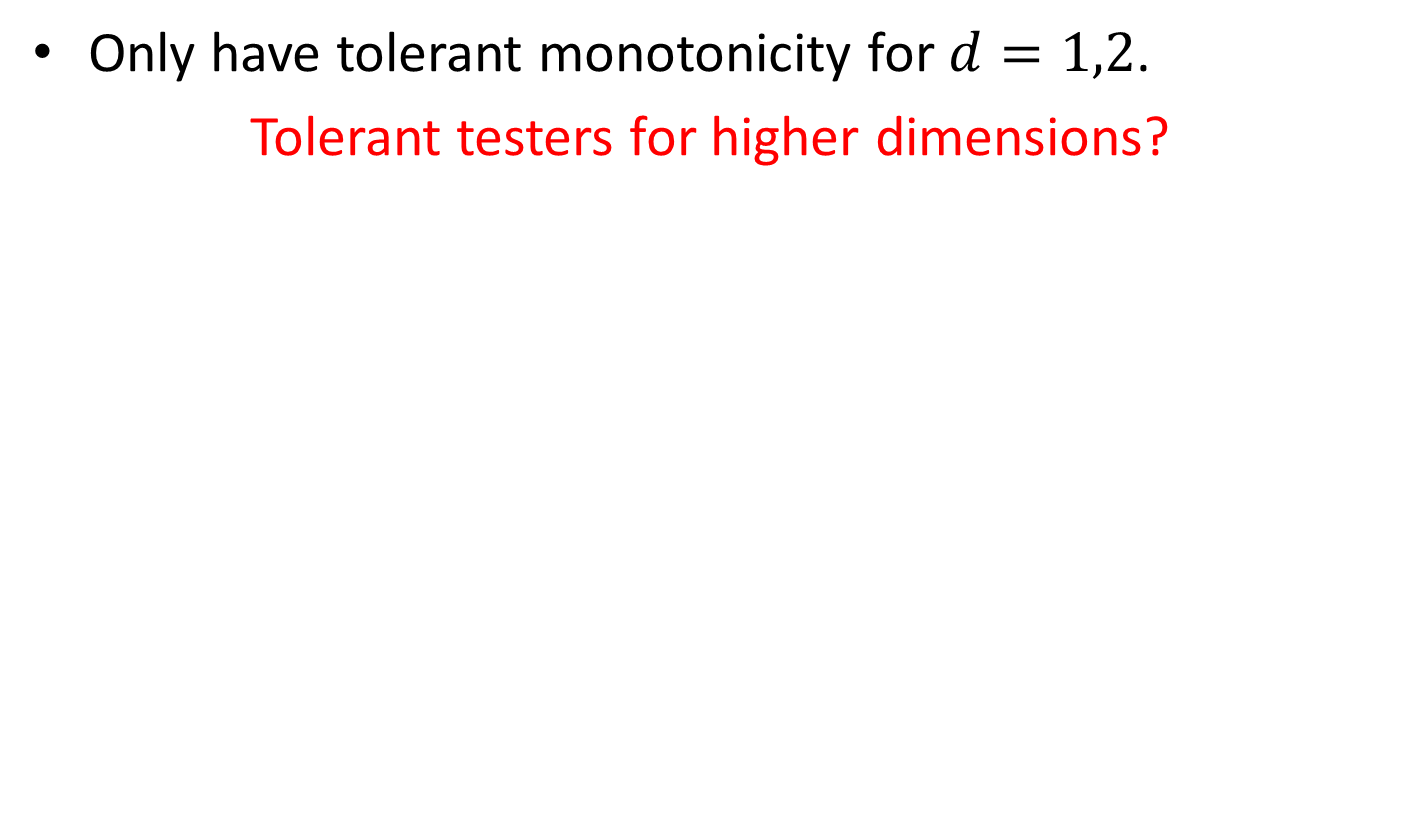 • Only have tolerant monotonicity for 𝑑 = 1,2.
Tolerant testers for higher dimensions?